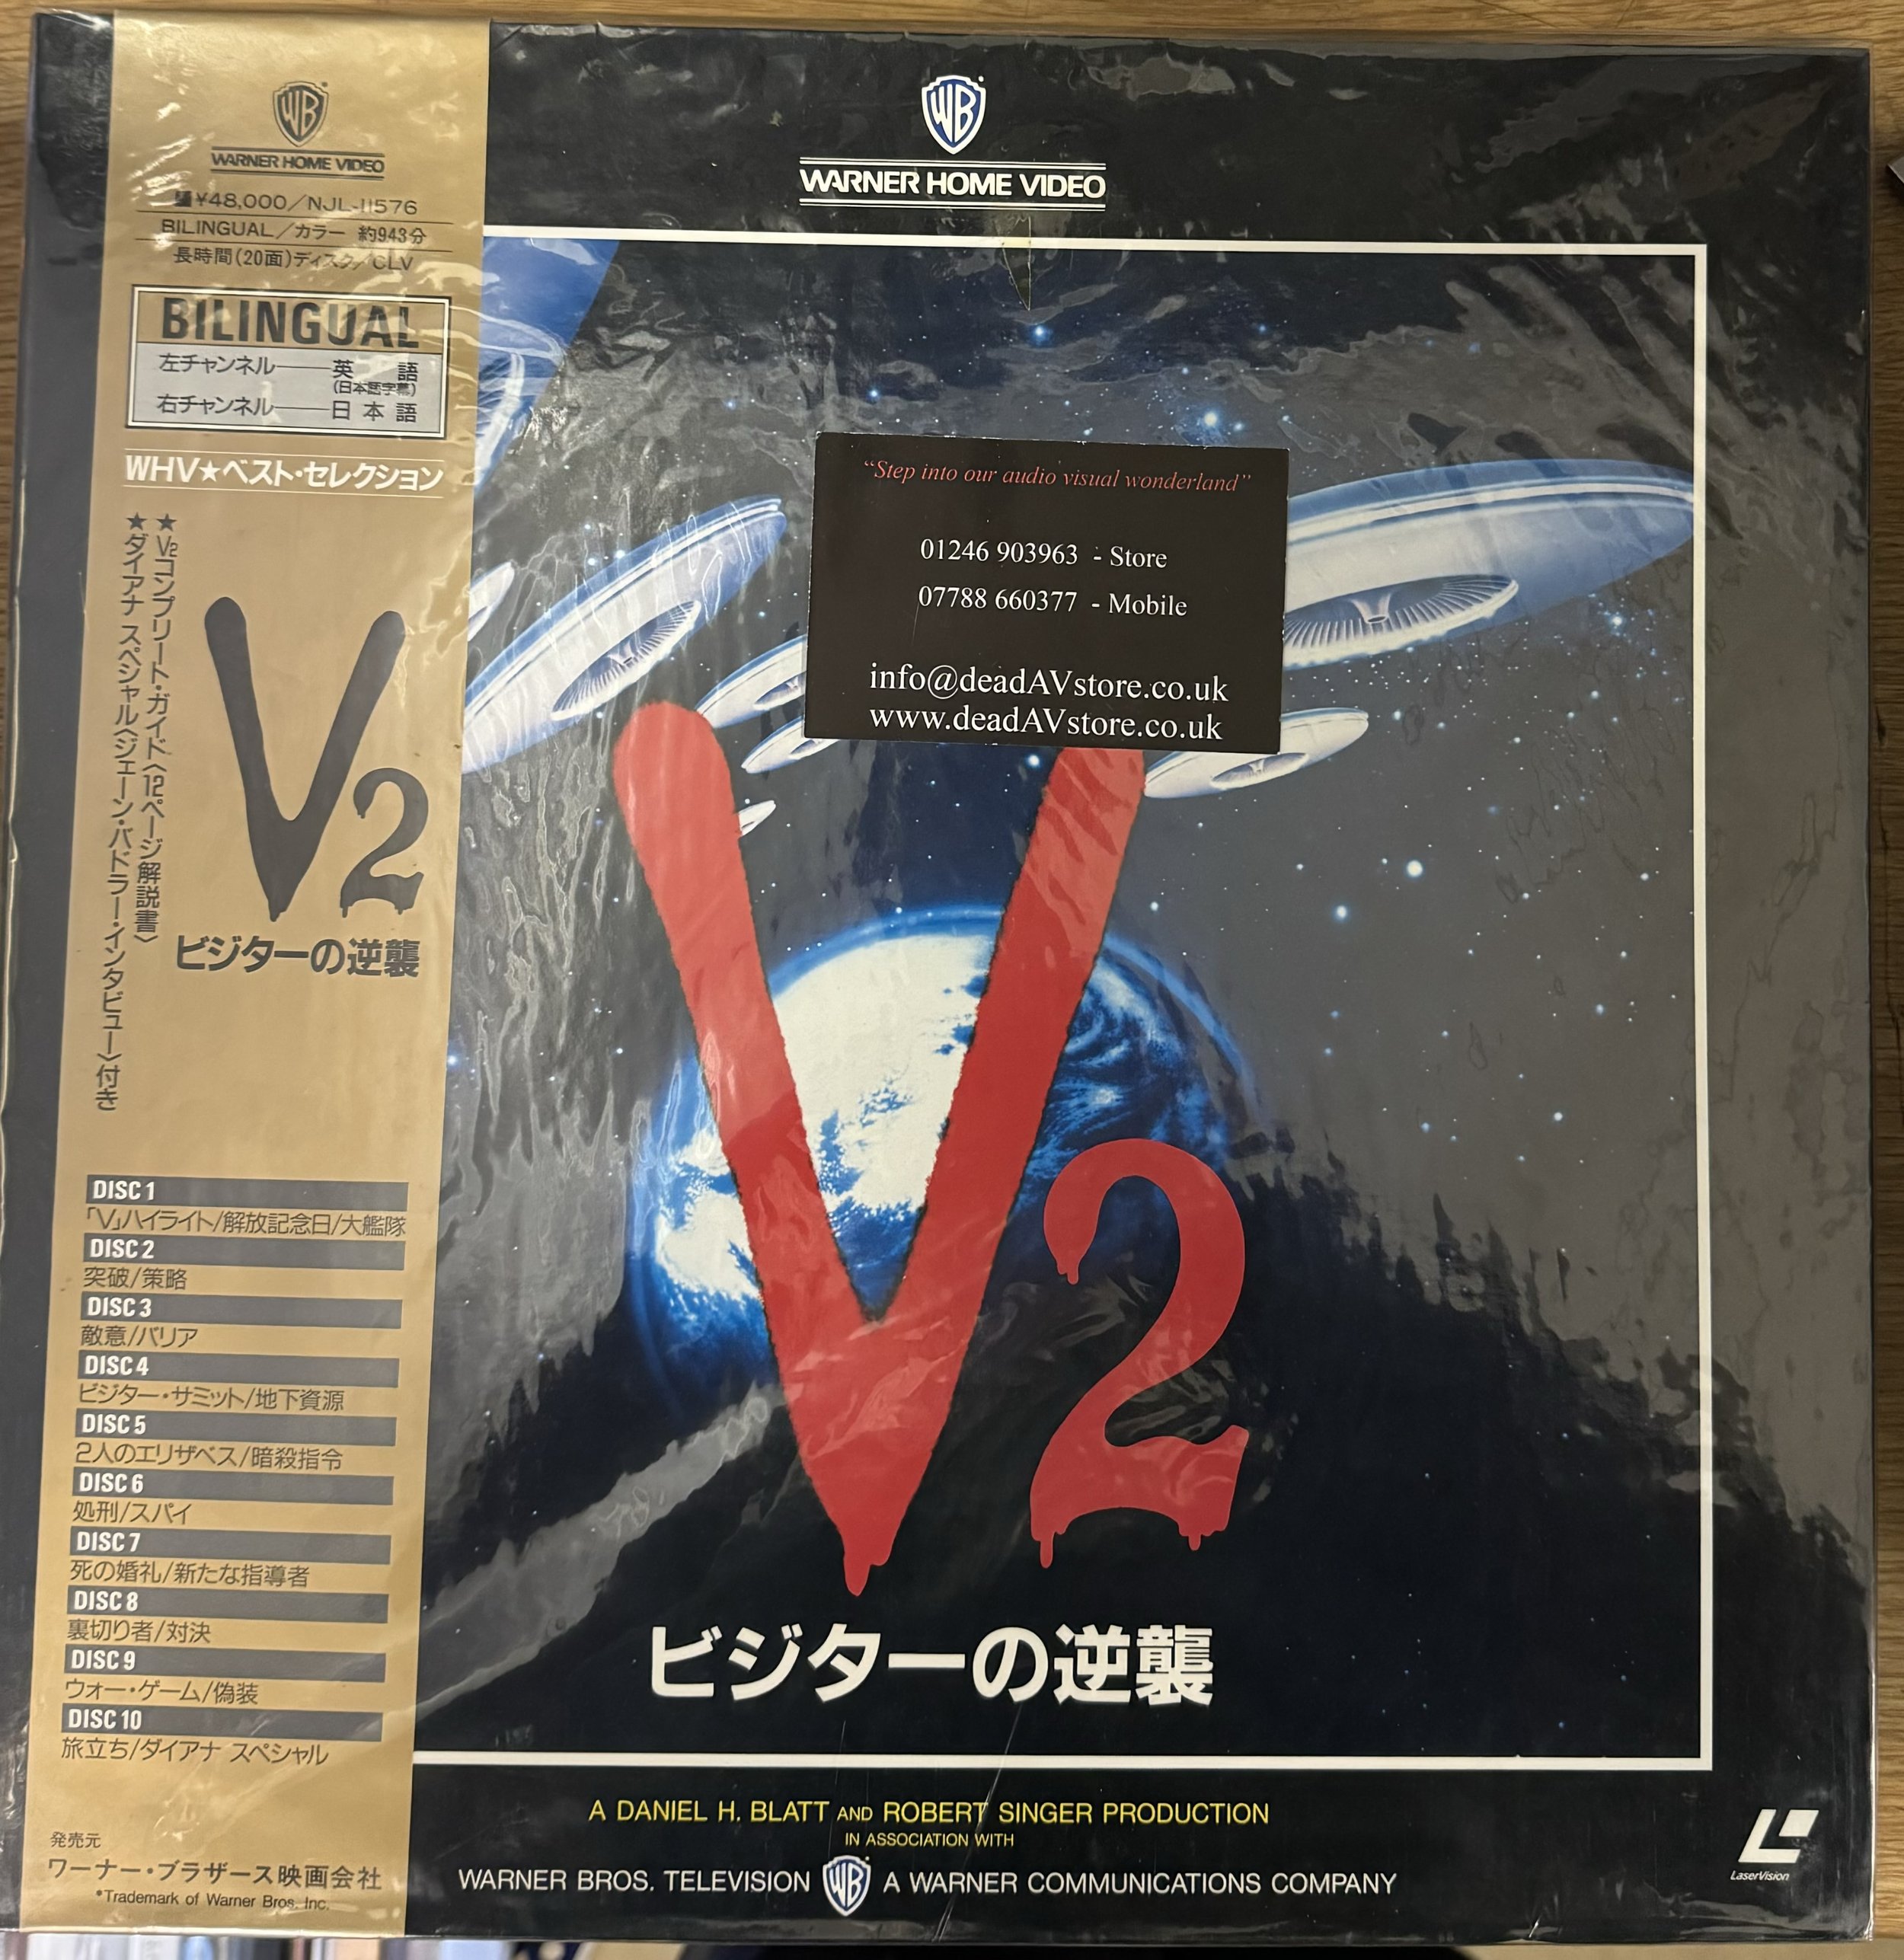 WB
WARNER HOME VIDEO
¥48,000／NJL-11576
BILINGUAL／カラー 約943分
長時間(20面)ディスク／CLV
BILINGUAL
左チャンネル――英語
(日本語字幕)
右チャンネル――日本語
WHV★ベスト・セレクション
★V2コンプリート・ガイド〈12ページ解説書〉
★ダイアナ スペシャル〈ジェーン・バドラー・インタビュー〉付き
V2
ビジターの逆襲
DISC 1
「V」ハイライト/解放記念日/大艦隊
DISC 2
突破/策略
DISC 3
敵意/バリア
DISC 4
ビジター・サミット/地下資源
DISC 5
2人のエリザベス/暗殺指令
DISC 6
処刑/スパイ
DISC 7
死の婚礼/新たな指導者
DISC 8
裏切り者/対決
DISC 9
ウォー・ゲーム/偽装
DISC 10
旅立ち/ダイアナ スペシャル
発売元
ワーナー・ブラザース映画会社
*Trademark of Warner Bros. Inc.
WB
WARNER HOME VIDEO
“Step into our audio visual wonderland”
01246 903963 - Store
07788 660377 - Mobile
info@deadAVstore.co.uk
www.deadAVstore.co.uk
V2
ビジターの逆襲
A DANIEL H. BLATT AND ROBERT SINGER PRODUCTION
IN ASSOCIATION WITH
WARNER BROS. TELEVISION WB A WARNER COMMUNICATIONS COMPANY
LaserVision